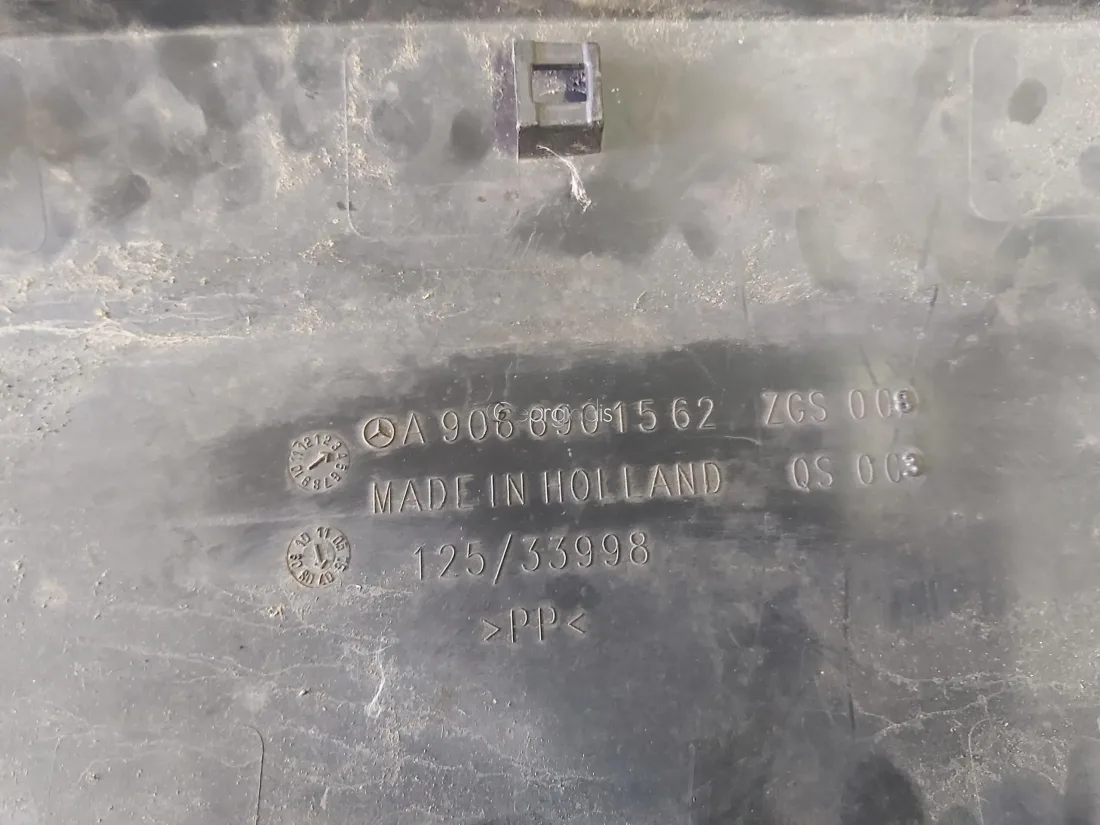 A 906 690 15 62 ZGS 003
MADE IN HOLLAND QS 003
125/33998
>PP<